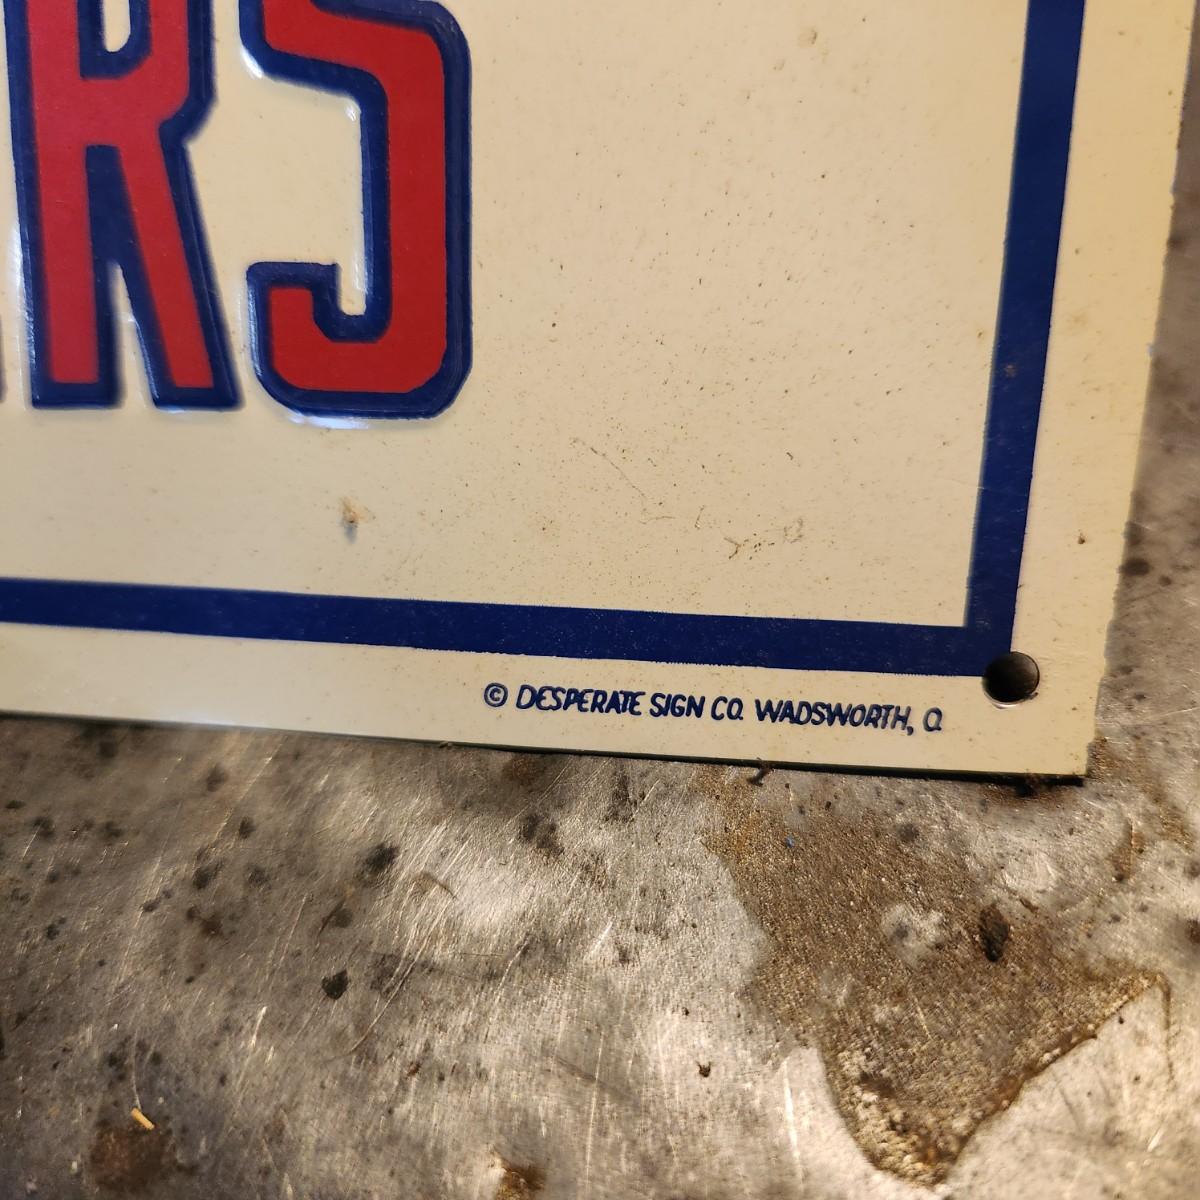 RS
© DESPERATE SIGN CO. WADSWORTH, O.